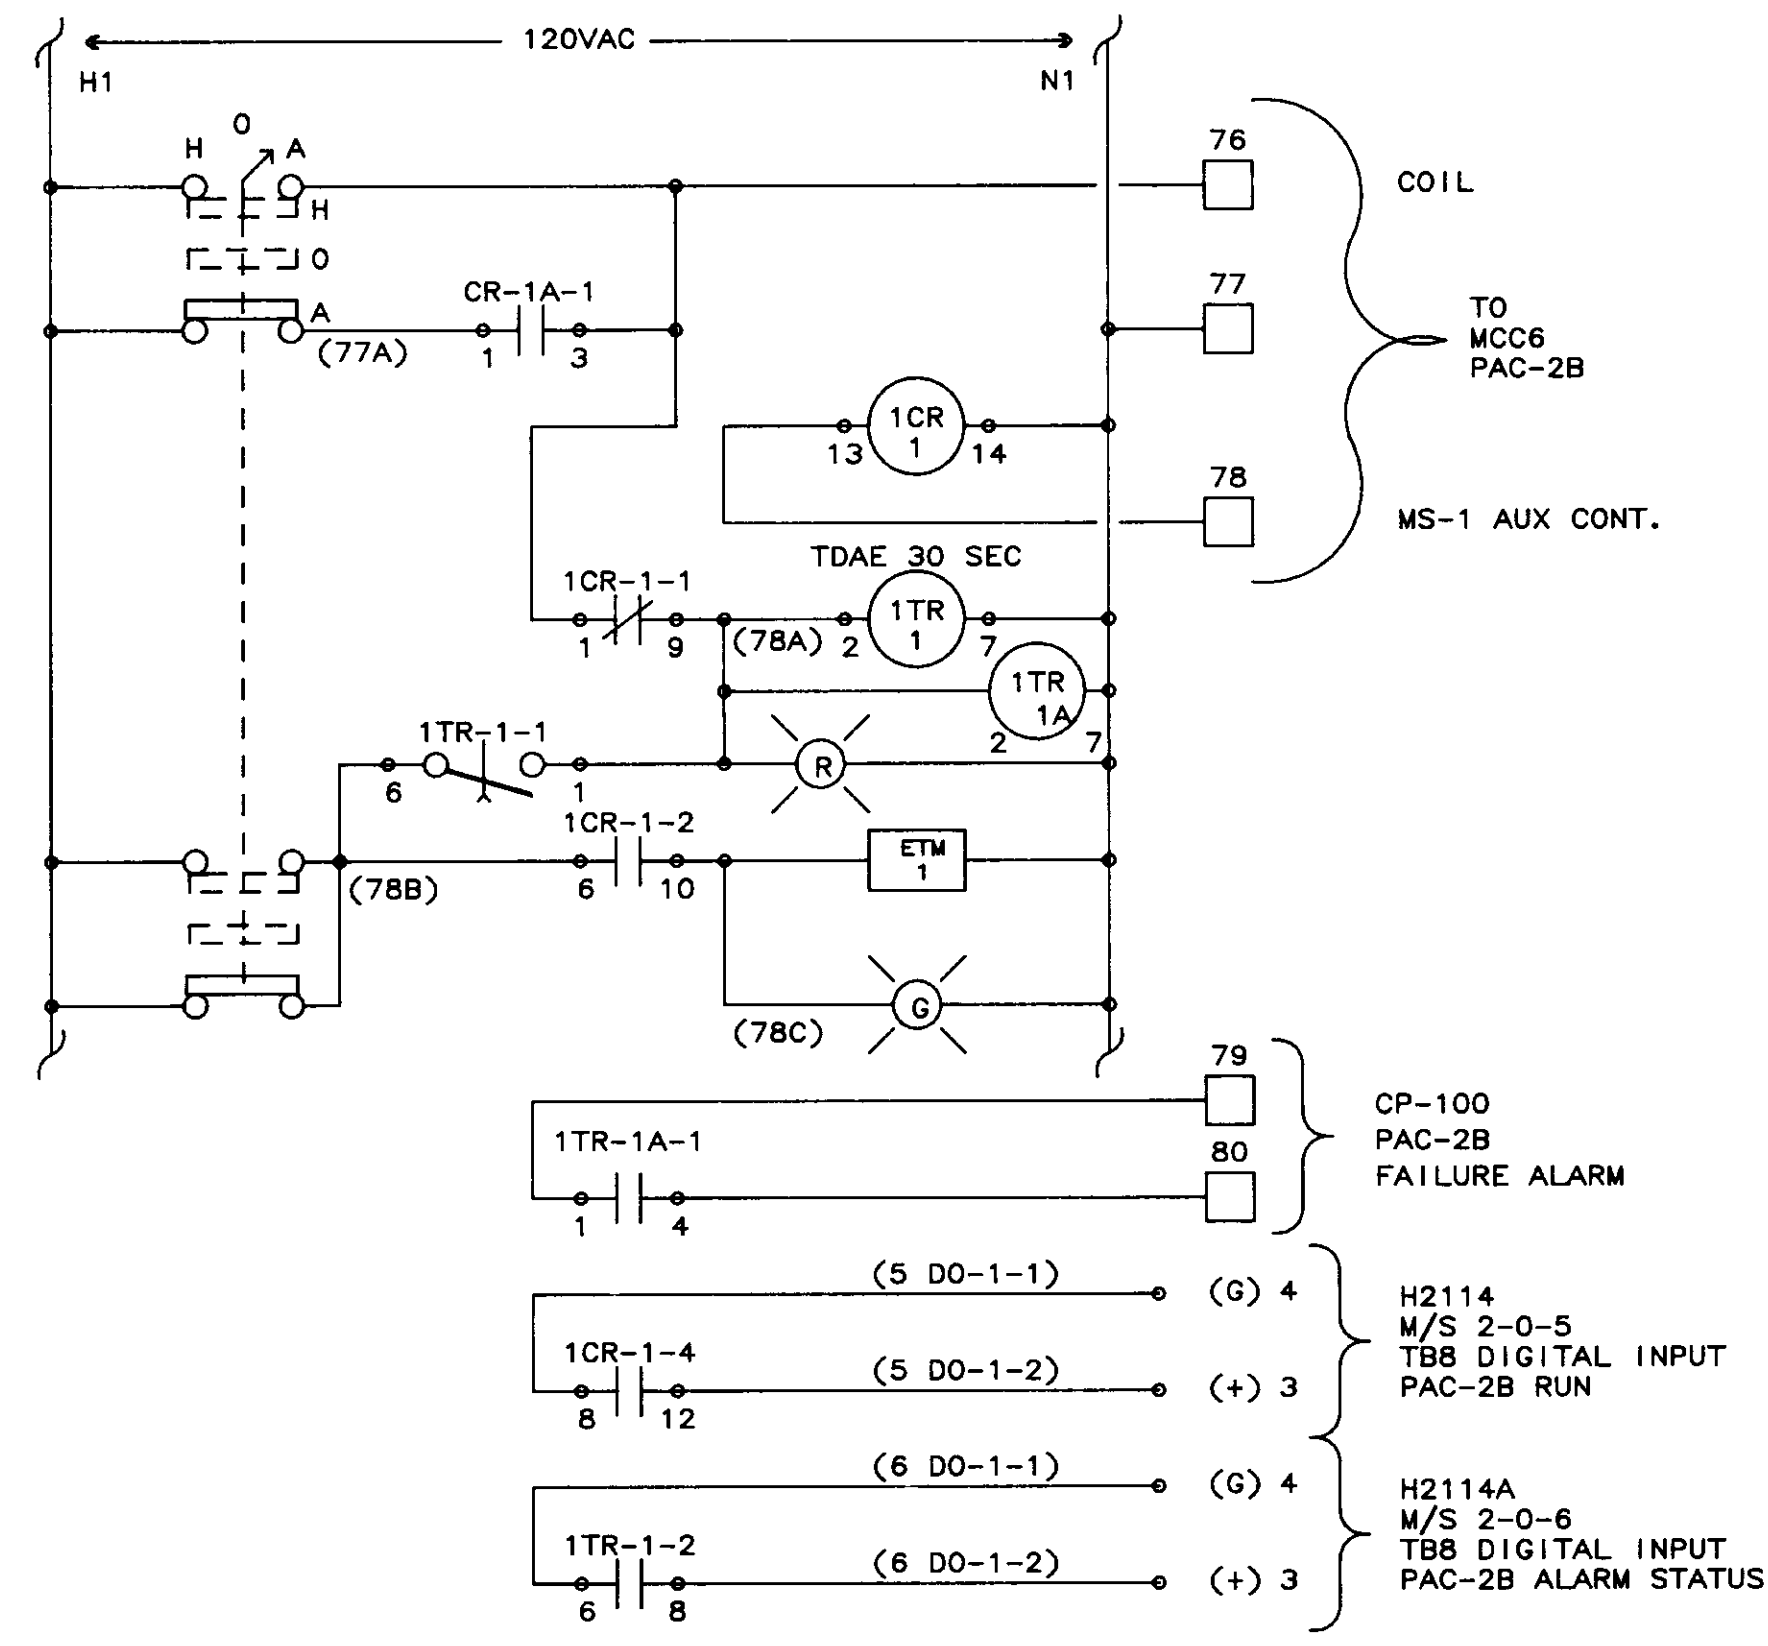 120VAC
H1
N1
O
H
A
H
O
A
76
COIL
CR-1A-1
(77A)
1
3
77
TO
MCC6
PAC-2B
1CR
1
13
14
78
MS-1 AUX CONT.
TDAE 30 SEC
1CR-1-1
1
9
(78A)
2
1TR
1
7
1TR
1A
2
7
1TR-1-1
6
1
R
1CR-1-2
(78B)
6
10
ETM
1
G
(78C)
79
1TR-1A-1
80
1
4
CP-100
PAC-2B
FAILURE ALARM
(5 DO-1-1)
(G) 4
1CR-1-4
(5 DO-1-2)
(+) 3
8
12
H2114
M/S 2-0-5
TB8 DIGITAL INPUT
PAC-2B RUN
(6 DO-1-1)
(G) 4
1TR-1-2
(6 DO-1-2)
(+) 3
6
8
H2114A
M/S 2-0-6
TB8 DIGITAL INPUT
PAC-2B ALARM STATUS